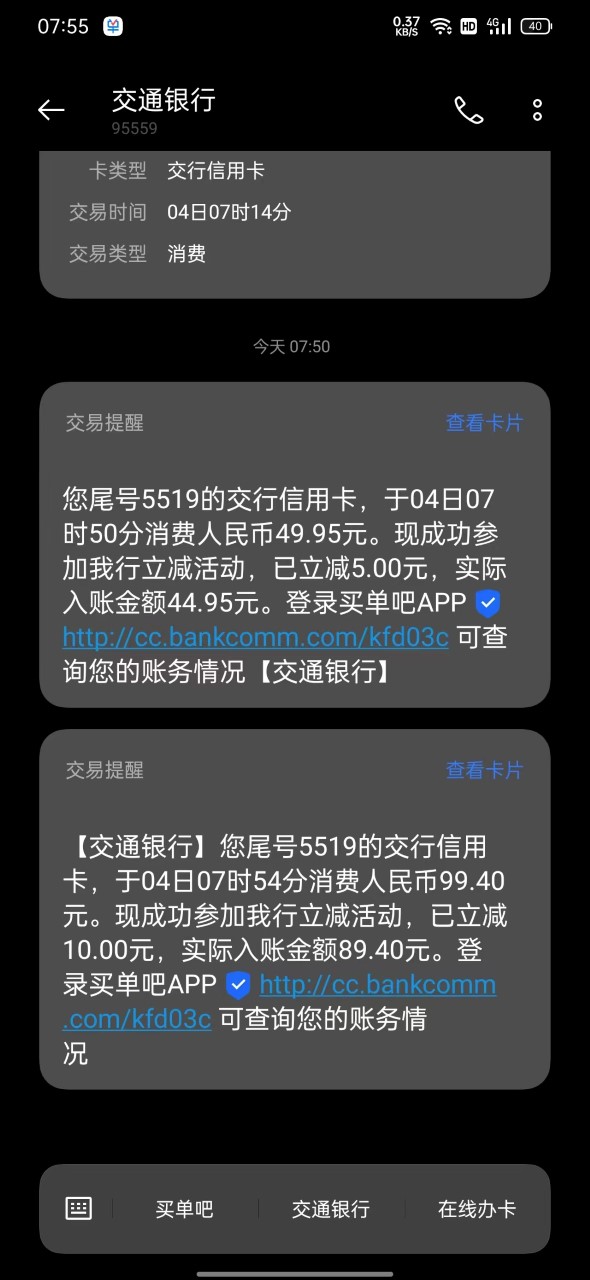 07:55
0.37
KB/S
HD
4G
40
交通银行
95559
卡类型 交行信用卡
交易时间 04日07时14分
交易类型 消费
今天 07:50
交易提醒 查看卡片
您尾号5519的交行信用卡，于04日07
时50分消费人民币49.95元。现成功参
加我行立减活动，已立减5.00元，实际
入账金额44.95元。登录买单吧APP
http://cc.bankcomm.com/kfd03c 可查
询您的账务情况【交通银行】
交易提醒 查看卡片
【交通银行】您尾号5519的交行信用
卡，于04日07时54分消费人民币99.40
元。现成功参加我行立减活动，已立减
10.00元，实际入账金额89.40元。登
录买单吧APP http://cc.bankcomm
.com/kfd03c 可查询您的账务情
况
买单吧 交通银行 在线办卡